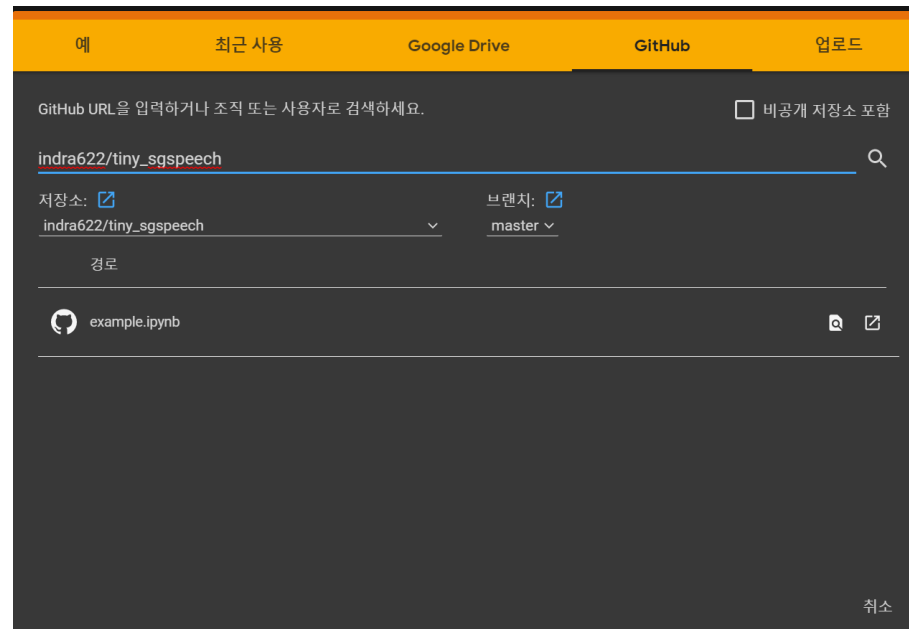 예 최근 사용 Google Drive GitHub 업로드
GitHub URL을 입력하거나 조직 또는 사용자로 검색하세요. 비공개 저장소 포함
indra622/tiny_sgspeech
저장소: 브랜치:
indra622/tiny_sgspeech master
경로
example.ipynb
취소